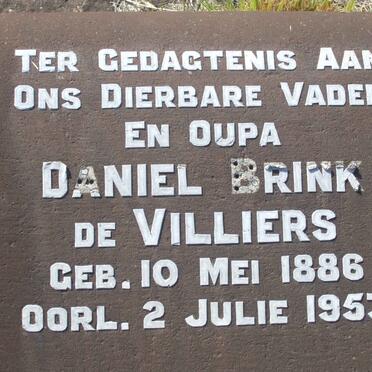 TER GEDAGTENIS AAN
ONS DIERBARE VADER
EN OUPA
DANIEL BRINK
DE VILLIERS
GEB. 10 MEI 1886
OORL. 2 JULIE